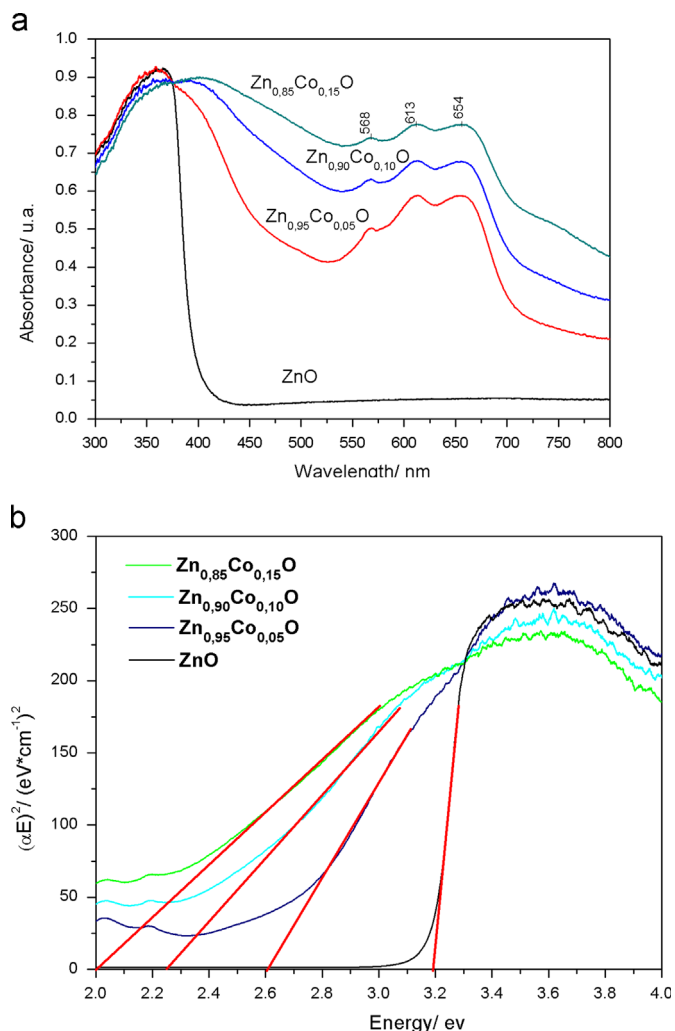 a
1.0
0.9
0.8
0.7
0.6
0.5
0.4
0.3
0.2
0.1
0.0
Absorbance/ u.a.
Zn0,85Co0,15O
568
613
654
Zn0,90Co0,10O
Zn0,95Co0,05O
ZnO
300 350 400 450 500 550 600 650 700 750 800
Wavelength/ nm
b
300
250
200
150
100
50
0
(αE)²/ (eV*cm⁻¹)²
Zn0,85Co0,15O
Zn0,90Co0,10O
Zn0,95Co0,05O
ZnO
2.0 2.2 2.4 2.6 2.8 3.0 3.2 3.4 3.6 3.8 4.0
Energy/ ev